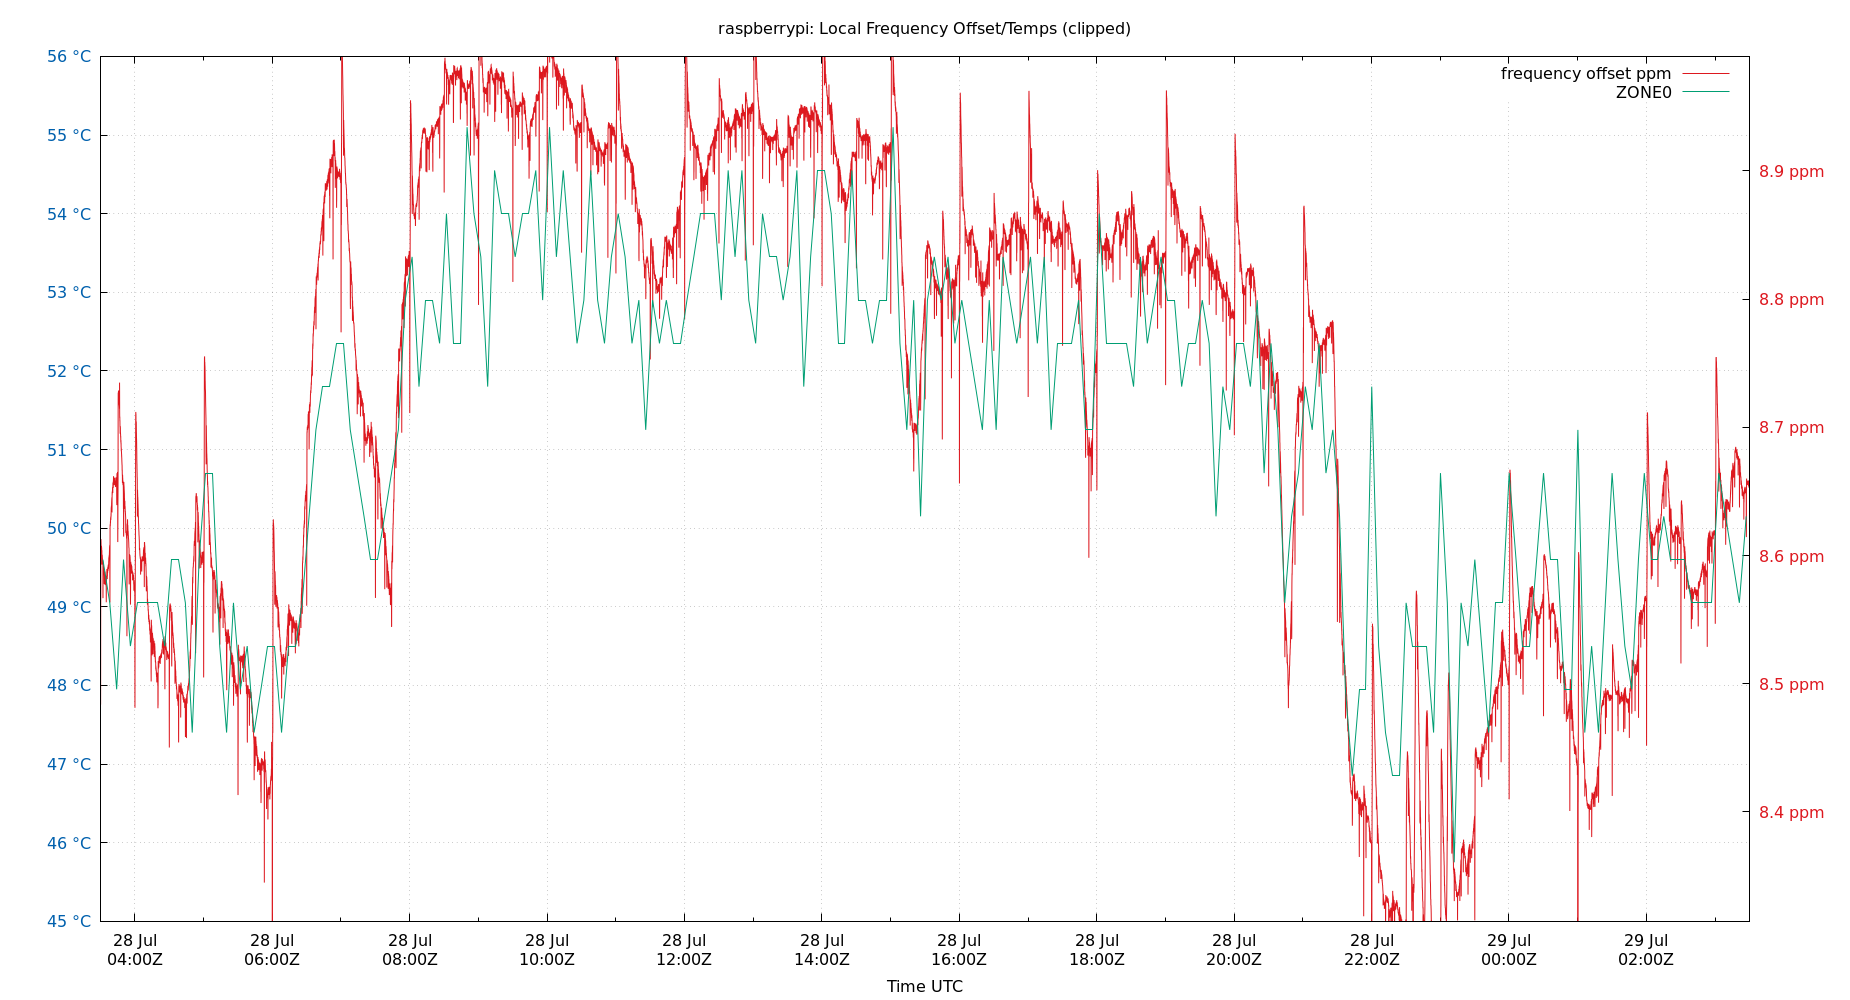 raspberrypi: Local Frequency Offset/Temps (clipped)
frequency offset ppm
ZONE0
56 °C
55 °C
54 °C
53 °C
52 °C
51 °C
50 °C
49 °C
48 °C
47 °C
46 °C
45 °C
8.9 ppm
8.8 ppm
8.7 ppm
8.6 ppm
8.5 ppm
8.4 ppm
28 Jul 28 Jul 28 Jul 28 Jul 28 Jul 28 Jul 28 Jul 28 Jul 28 Jul 28 Jul 29 Jul 29 Jul
04:00Z 06:00Z 08:00Z 10:00Z 12:00Z 14:00Z 16:00Z 18:00Z 20:00Z 22:00Z 00:00Z 02:00Z
Time UTC